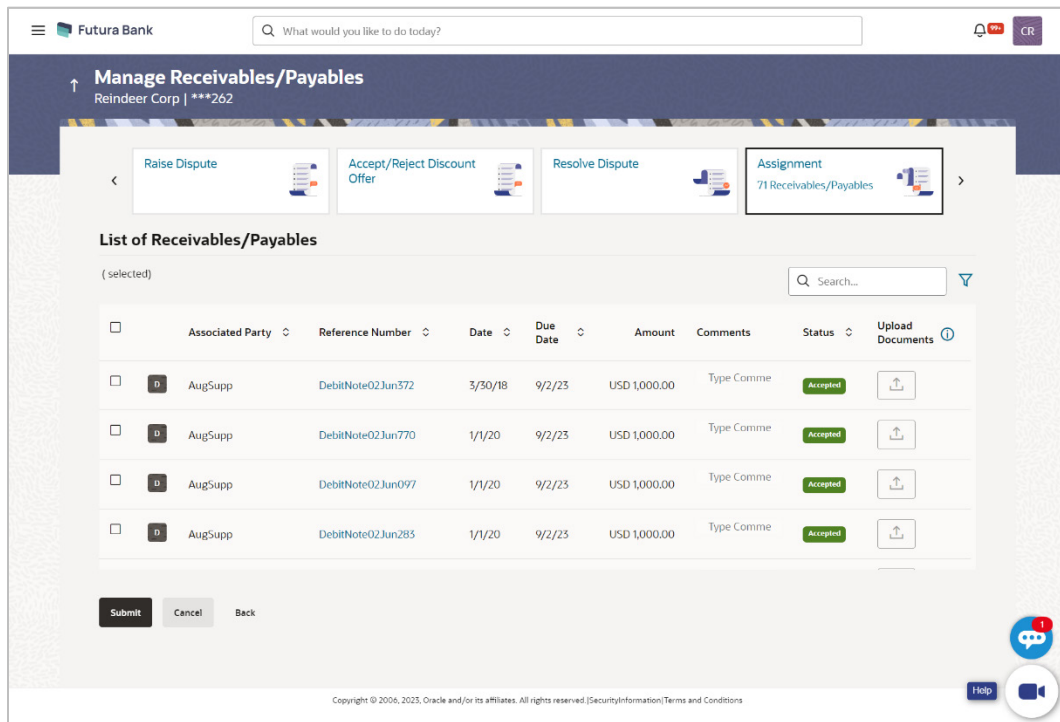 Futura Bank
What would you like to do today?
99+
CR
Manage Receivables/Payables
Reindeer Corp | ***262
Raise Dispute
Accept/Reject Discount
Offer
Resolve Dispute
Assignment
71 Receivables/Payables
List of Receivables/Payables
( selected)
Search...
Associated Party Reference Number Date Due Date Amount Comments Status Upload Documents
D AugSupp DebitNote02Jun372 3/30/18 9/2/23 USD 1,000.00 Type Comme Accepted
D AugSupp DebitNote02Jun770 1/1/20 9/2/23 USD 1,000.00 Type Comme Accepted
D AugSupp DebitNote02Jun097 1/1/20 9/2/23 USD 1,000.00 Type Comme Accepted
D AugSupp DebitNote02Jun283 1/1/20 9/2/23 USD 1,000.00 Type Comme Accepted
Submit Cancel Back
1
Help
Copyright © 2006, 2023, Oracle and/or its affiliates. All rights reserved.|SecurityInformation|Terms and Conditions